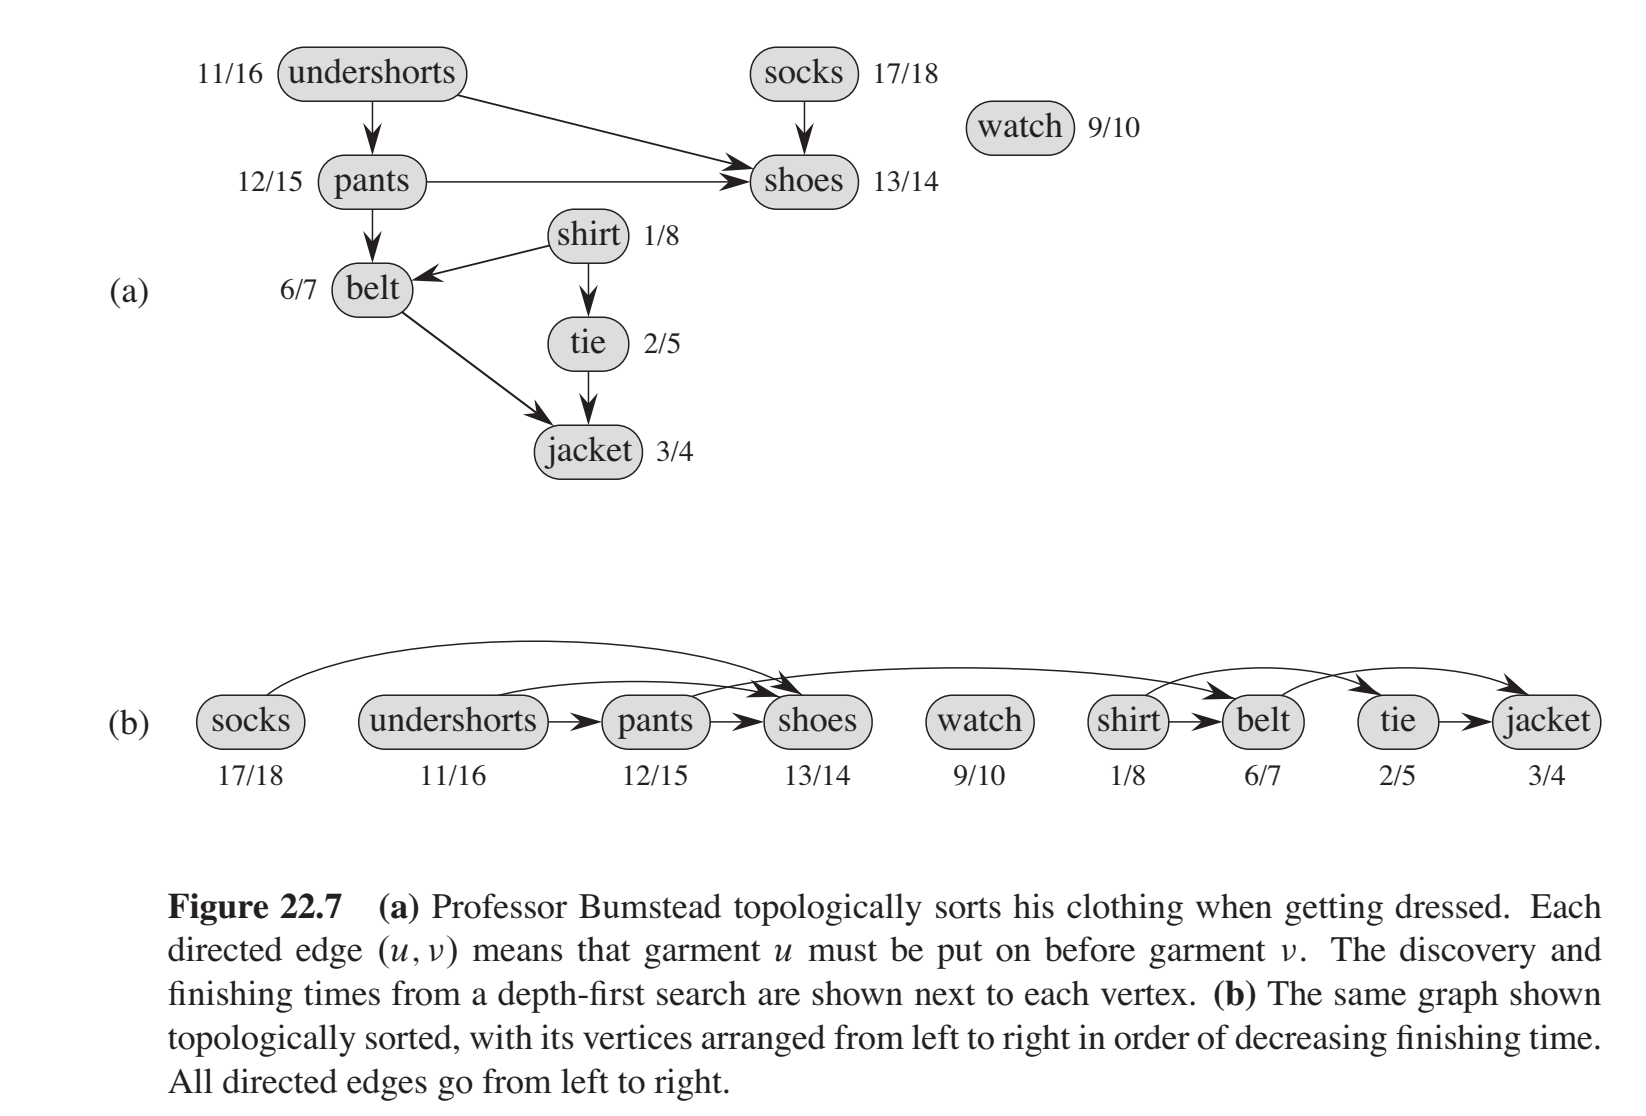 11/16 undershorts socks 17/18
watch 9/10
12/15 pants shoes 13/14
shirt 1/8
(a) 6/7 belt
tie 2/5
jacket 3/4
(b) socks undershorts pants shoes watch shirt belt tie jacket
17/18 11/16 12/15 13/14 9/10 1/8 6/7 2/5 3/4
Figure 22.7 (a) Professor Bumstead topologically sorts his clothing when getting dressed. Each
directed edge (u, v) means that garment u must be put on before garment v. The discovery and
finishing times from a depth-first search are shown next to each vertex. (b) The same graph shown
topologically sorted, with its vertices arranged from left to right in order of decreasing finishing time.
All directed edges go from left to right.